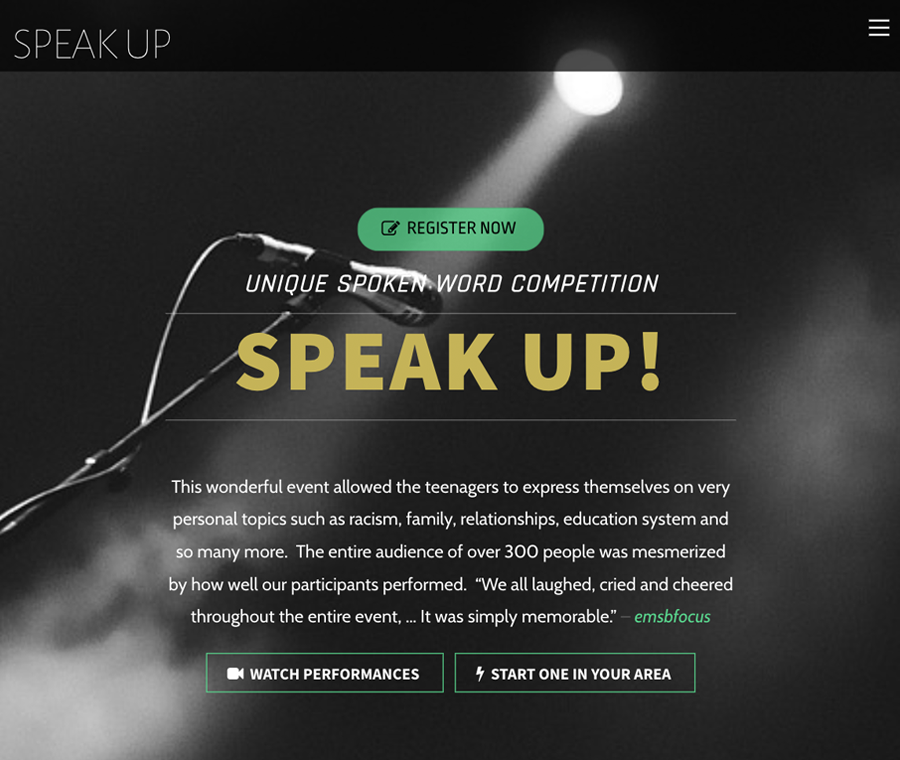 SPEAK UP
REGISTER NOW
UNIQUE SPOKEN WORD COMPETITION
SPEAK UP!
This wonderful event allowed the teenagers to express themselves on very
personal topics such as racism, family, relationships, education system and
so many more.  The entire audience of over 300 people was mesmerized
by how well our participants performed.  “We all laughed, cried and cheered
throughout the entire event, ... It was simply memorable.” – emsbfocus
WATCH PERFORMANCES
START ONE IN YOUR AREA